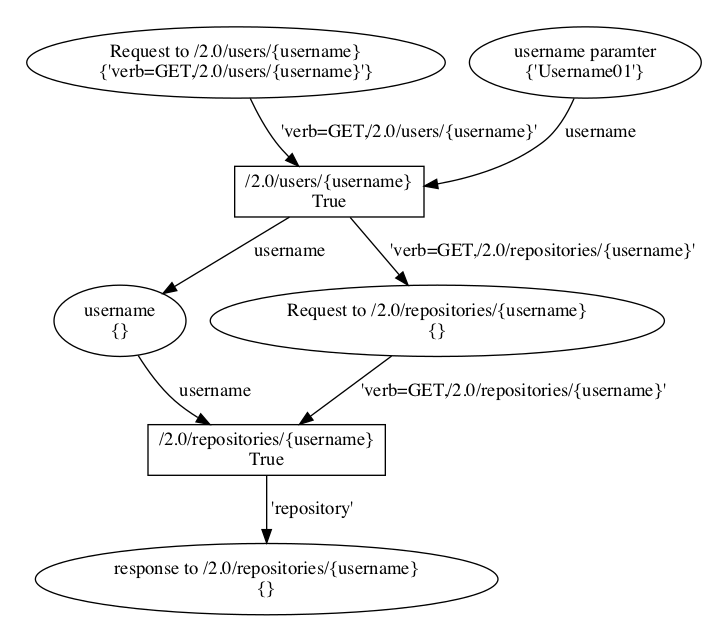 Request to /2.0/users/{username}
{'verb=GET,/2.0/users/{username}'}
username paramter
{'Username01'}
'verb=GET,/2.0/users/{username}'
username
/2.0/users/{username}
True
username
'verb=GET,/2.0/repositories/{username}'
username
{}
Request to /2.0/repositories/{username}
{}
username
'verb=GET,/2.0/repositories/{username}'
/2.0/repositories/{username}
True
'repository'
response to /2.0/repositories/{username}
{}